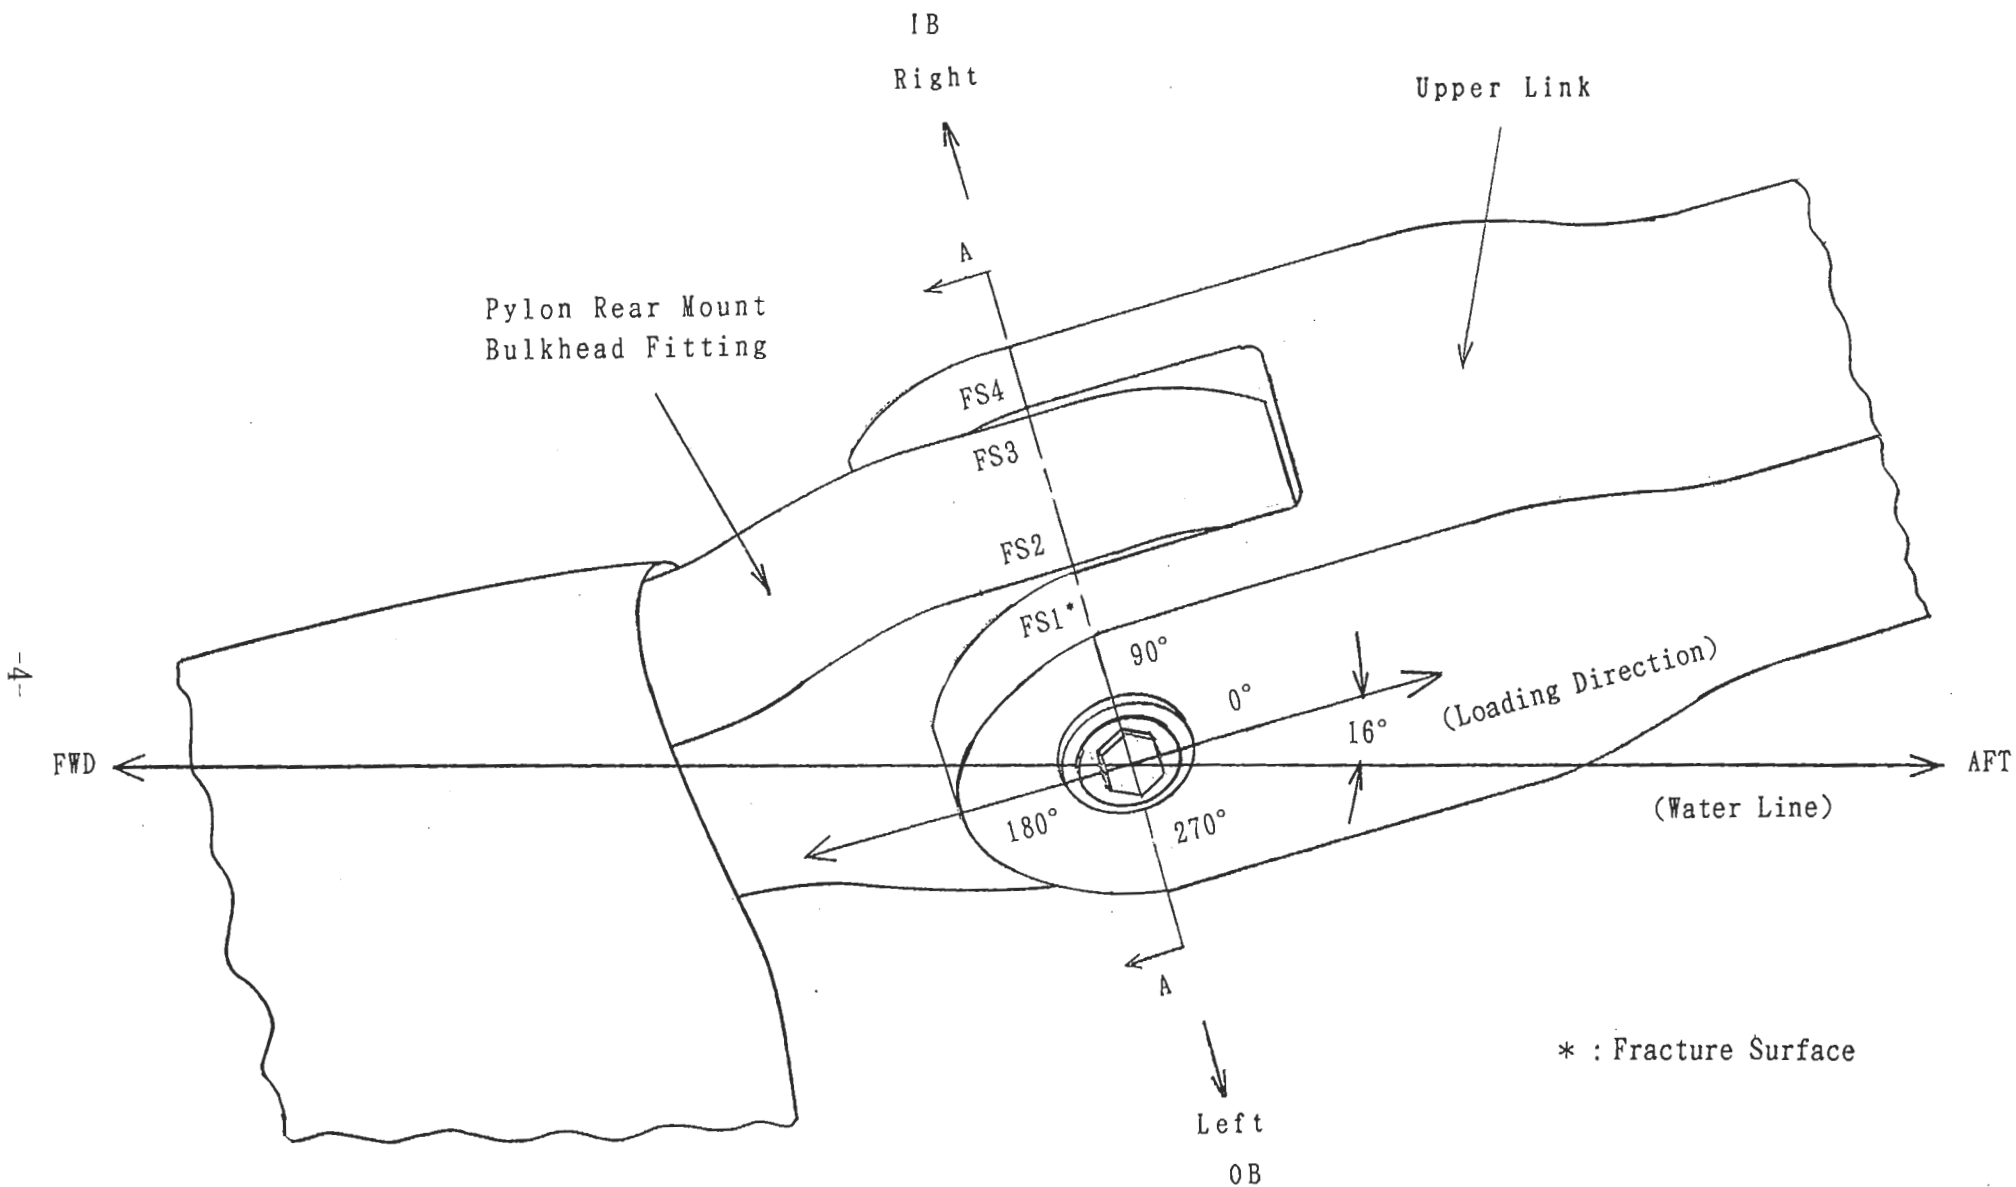 IB
Right
Upper Link
A
Pylon Rear Mount
Bulkhead Fitting
FS4
FS3
FS2
FS1*
90°
0°
(Loading Direction)
16°
-4-
FWD
AFT
(Water Line)
180°
270°
A
* : Fracture Surface
Left
OB